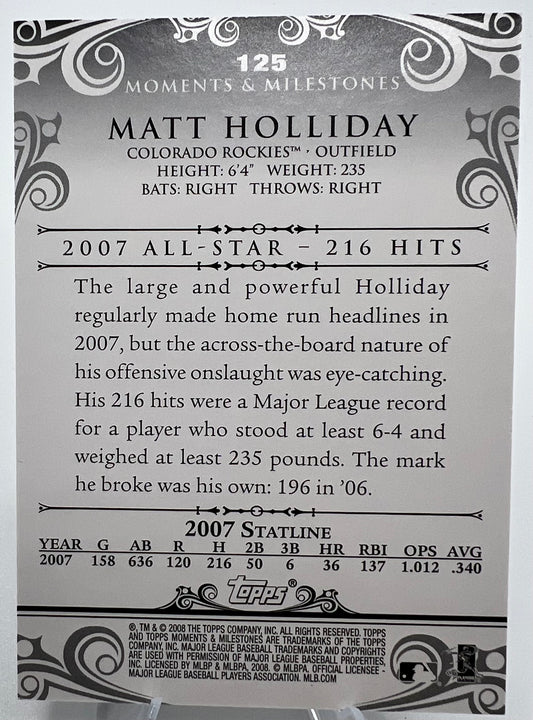 125
MOMENTS & MILESTONES
MATT HOLLIDAY
COLORADO ROCKIES™ · OUTFIELD
HEIGHT: 6'4" WEIGHT: 235
BATS: RIGHT THROWS: RIGHT
2007 ALL-STAR – 216 HITS
The large and powerful Holliday
regularly made home run headlines in
2007, but the across-the-board nature of
his offensive onslaught was eye-catching.
His 216 hits were a Major League record
for a player who stood at least 6-4 and
weighed at least 235 pounds. The mark
he broke was his own: 196 in '06.
2007 STATLINE
YEAR G AB R H 2B 3B HR RBI OPS AVG
2007 158 636 120 216 50 6 36 137 1.012 .340
topps®
®, TM & © 2008 THE TOPPS COMPANY, INC. ALL RIGHTS RESERVED. TOPPS
AND TOPPS MOMENTS & MILESTONES ARE TRADEMARKS OF THE TOPPS
COMPANY, INC. MAJOR LEAGUE BASEBALL TRADEMARKS AND COPYRIGHTS
ARE USED WITH PERMISSION OF MAJOR LEAGUE BASEBALL PROPERTIES,
INC. LICENSED BY MLBP & MLBPA, 2008. © MLBPA. OFFICIAL LICENSEE -
MAJOR LEAGUE BASEBALL PLAYERS ASSOCIATION. MLB.COM